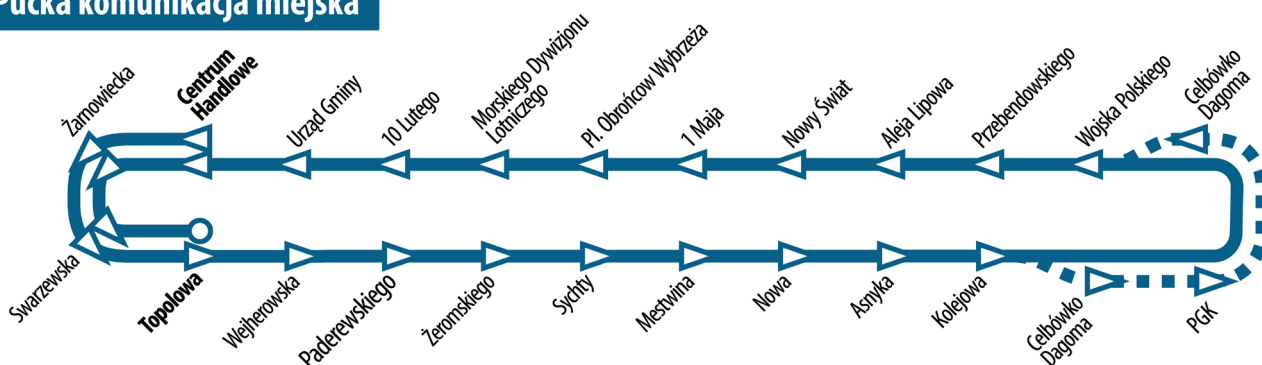 Pucka komunikacja miejska
Żarnowiecka
Centrum
Handlowe
Urząd Gminy
10 Lutego
Morskiego Dywizjonu
Lotniczego
Pl. Obrońcow Wybrzeża
1 Maja
Nowy Świat
Aleja Lipowa
Przebendowskiego
Wojska Polskiego
Celbówko
Dagoma
Swarzewska
Topolowa
Wejherowska
Paderewskiego
Żeromskiego
Sychty
Mestwina
Nowa
Asnyka
Kolejowa
Celbówko
Dagoma
PGK